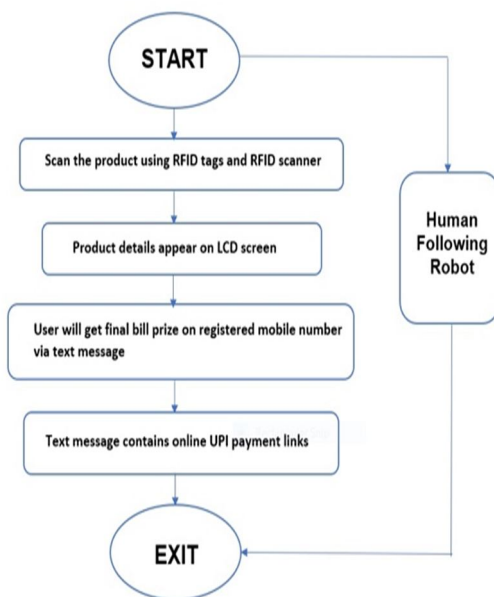 START
Scan the product using RFID tags and RFID scanner
Product details appear on LCD screen
User will get final bill prize on registered mobile number
via text message
Text message contains online UPI payment links
EXIT
Human
Following
Robot